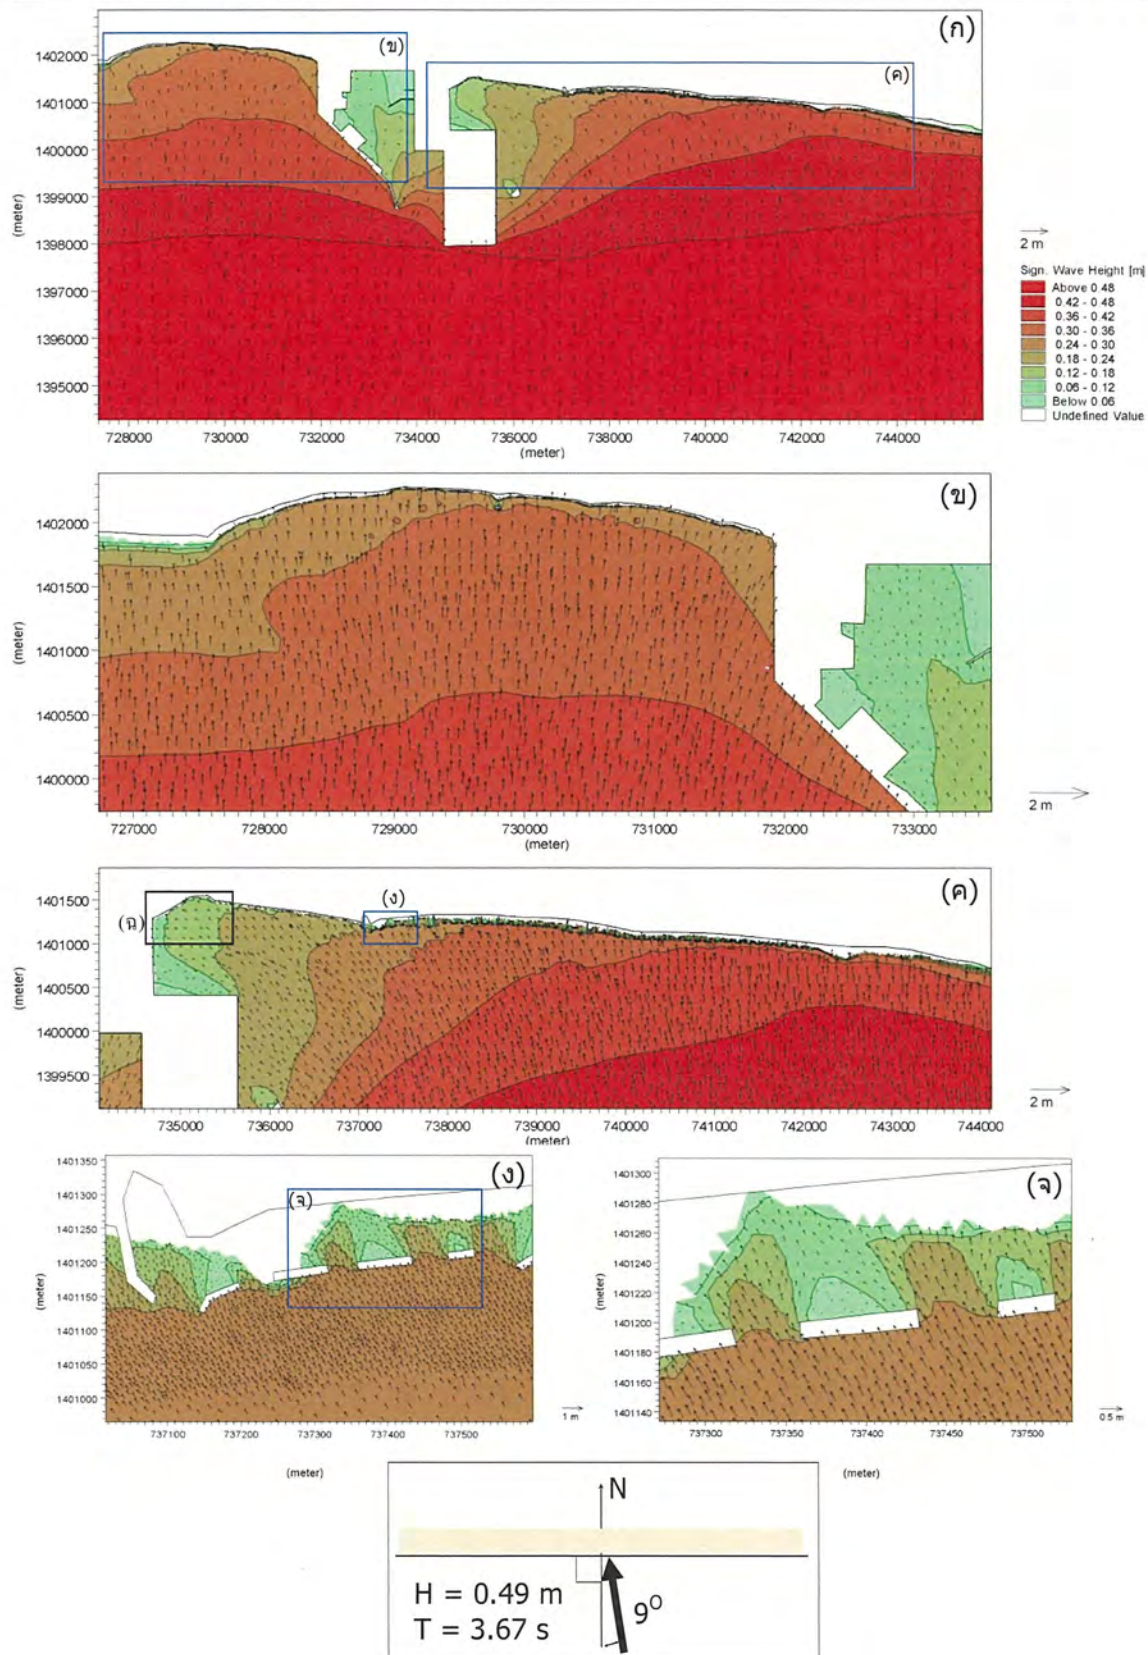 (ก)
(ข)
(ค)
1402000
1401000
1400000
1399000
1398000
1397000
1396000
1395000
(meter)
728000 730000 732000 734000 736000 738000 740000 742000 744000
(meter)
2 m
Sign. Wave Height [m]
Above 0.48
0.42 - 0.48
0.36 - 0.42
0.30 - 0.36
0.24 - 0.30
0.18 - 0.24
0.12 - 0.18
0.06 - 0.12
Below 0.06
Undefined Value
(ข)
1402000
1401500
1401000
1400500
1400000
(meter)
727000 728000 729000 730000 731000 732000 733000
(meter)
2 m
(ค)
(ง)
(ฉ)
1401500
1401000
1400500
1400000
1399500
(meter)
735000 736000 737000 738000 739000 740000 741000 742000 743000 744000
(meter)
2 m
(ง)
(จ)
1401350
1401300
1401250
1401200
1401150
1401100
1401050
1401000
(meter)
737100 737200 737300 737400 737500
(meter)
1 m
(จ)
1401300
1401280
1401260
1401240
1401220
1401200
1401180
1401160
1401140
(meter)
737300 737350 737400 737450 737500
(meter)
0.5 m
N
H = 0.49 m
T = 3.67 s
9°